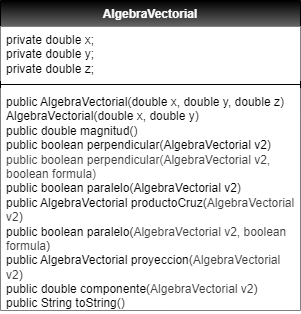 AlgebraVectorial
private double x;
private double y;
private double z;
public AlgebraVectorial(double x, double y, double z)
AlgebraVectorial(double x, double y)
public double magnitud()
public boolean perpendicular(AlgebraVectorial v2)
public boolean perpendicular(AlgebraVectorial v2,
boolean formula)
public boolean paralelo(AlgebraVectorial v2)
public AlgebraVectorial productoCruz(AlgebraVectorial
v2)
public boolean paralelo(AlgebraVectorial v2, boolean
formula)
public AlgebraVectorial proyeccion(AlgebraVectorial
v2)
public double componente(AlgebraVectorial v2)
public String toString()